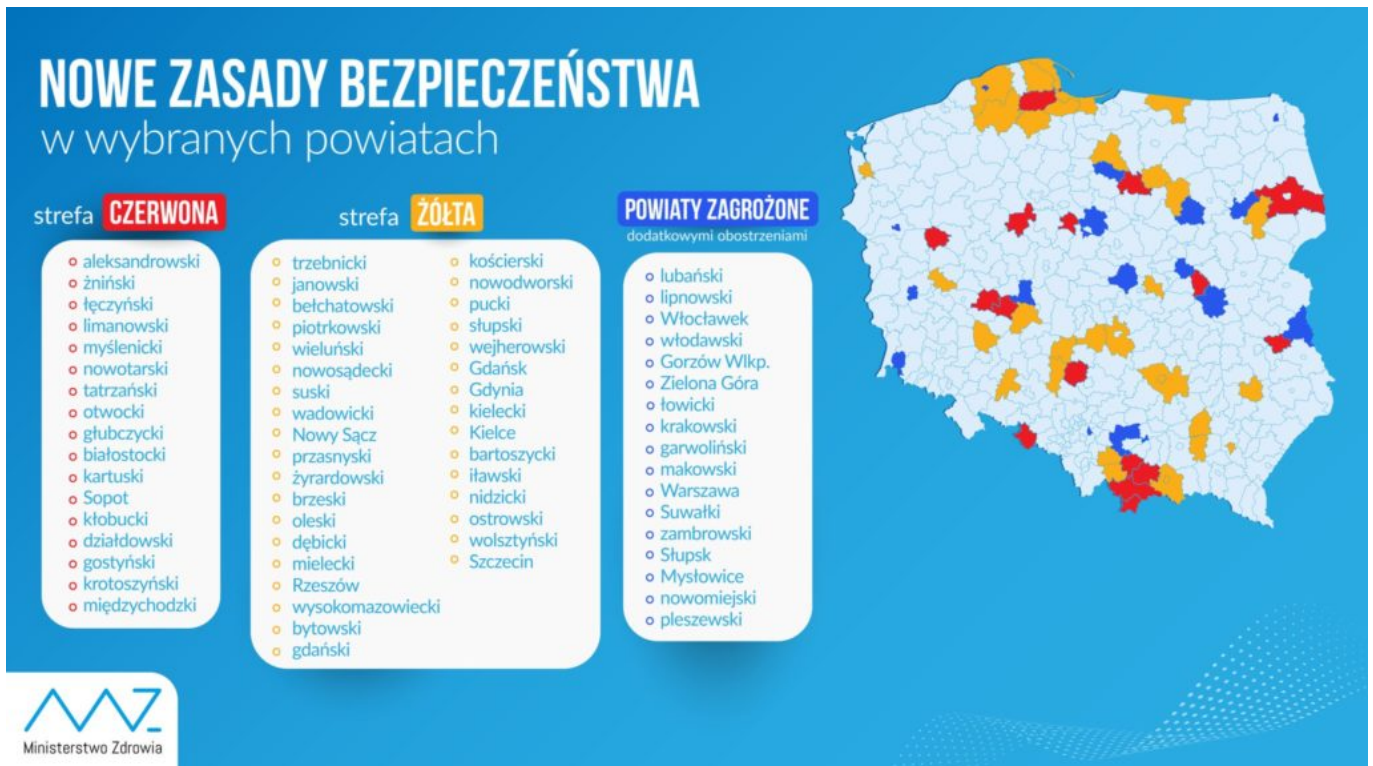 NOWE ZASADY BEZPIECZEŃSTWA
w wybranych powiatach
strefa CZERWONA
aleksandrowski
żniński
łęczyński
limanowski
myślenicki
nowotarski
tatrzański
otwocki
głubczycki
białostocki
kartuski
Sopot
kłobucki
działdowski
gostyński
krotoszyński
międzychodzki
strefa ŻÓŁTA
trzebnicki
janowski
bełchatowski
piotrkowski
wieluński
nowosądecki
suski
wadowicki
Nowy Sącz
przasnyski
żyrardowski
brzeski
oleski
dębicki
mielecki
Rzeszów
wysokomazowiecki
bytowski
gdański
kościerski
nowodworski
pucki
słupski
wejherowski
Gdańsk
Gdynia
kielecki
Kielce
bartoszycki
iławski
nidzicki
ostrowski
wolsztyński
Szczecin
POWIATY ZAGROŻONE
dodatkowymi obostrzeniami
lubański
lipnowski
Włocławek
włodawski
Gorzów Wlkp.
Zielona Góra
łowicki
krakowski
garwoliński
makowski
Warszawa
Suwałki
zambrowski
Słupsk
Mysłowice
nowomiejski
pleszewski
Ministerstwo Zdrowia